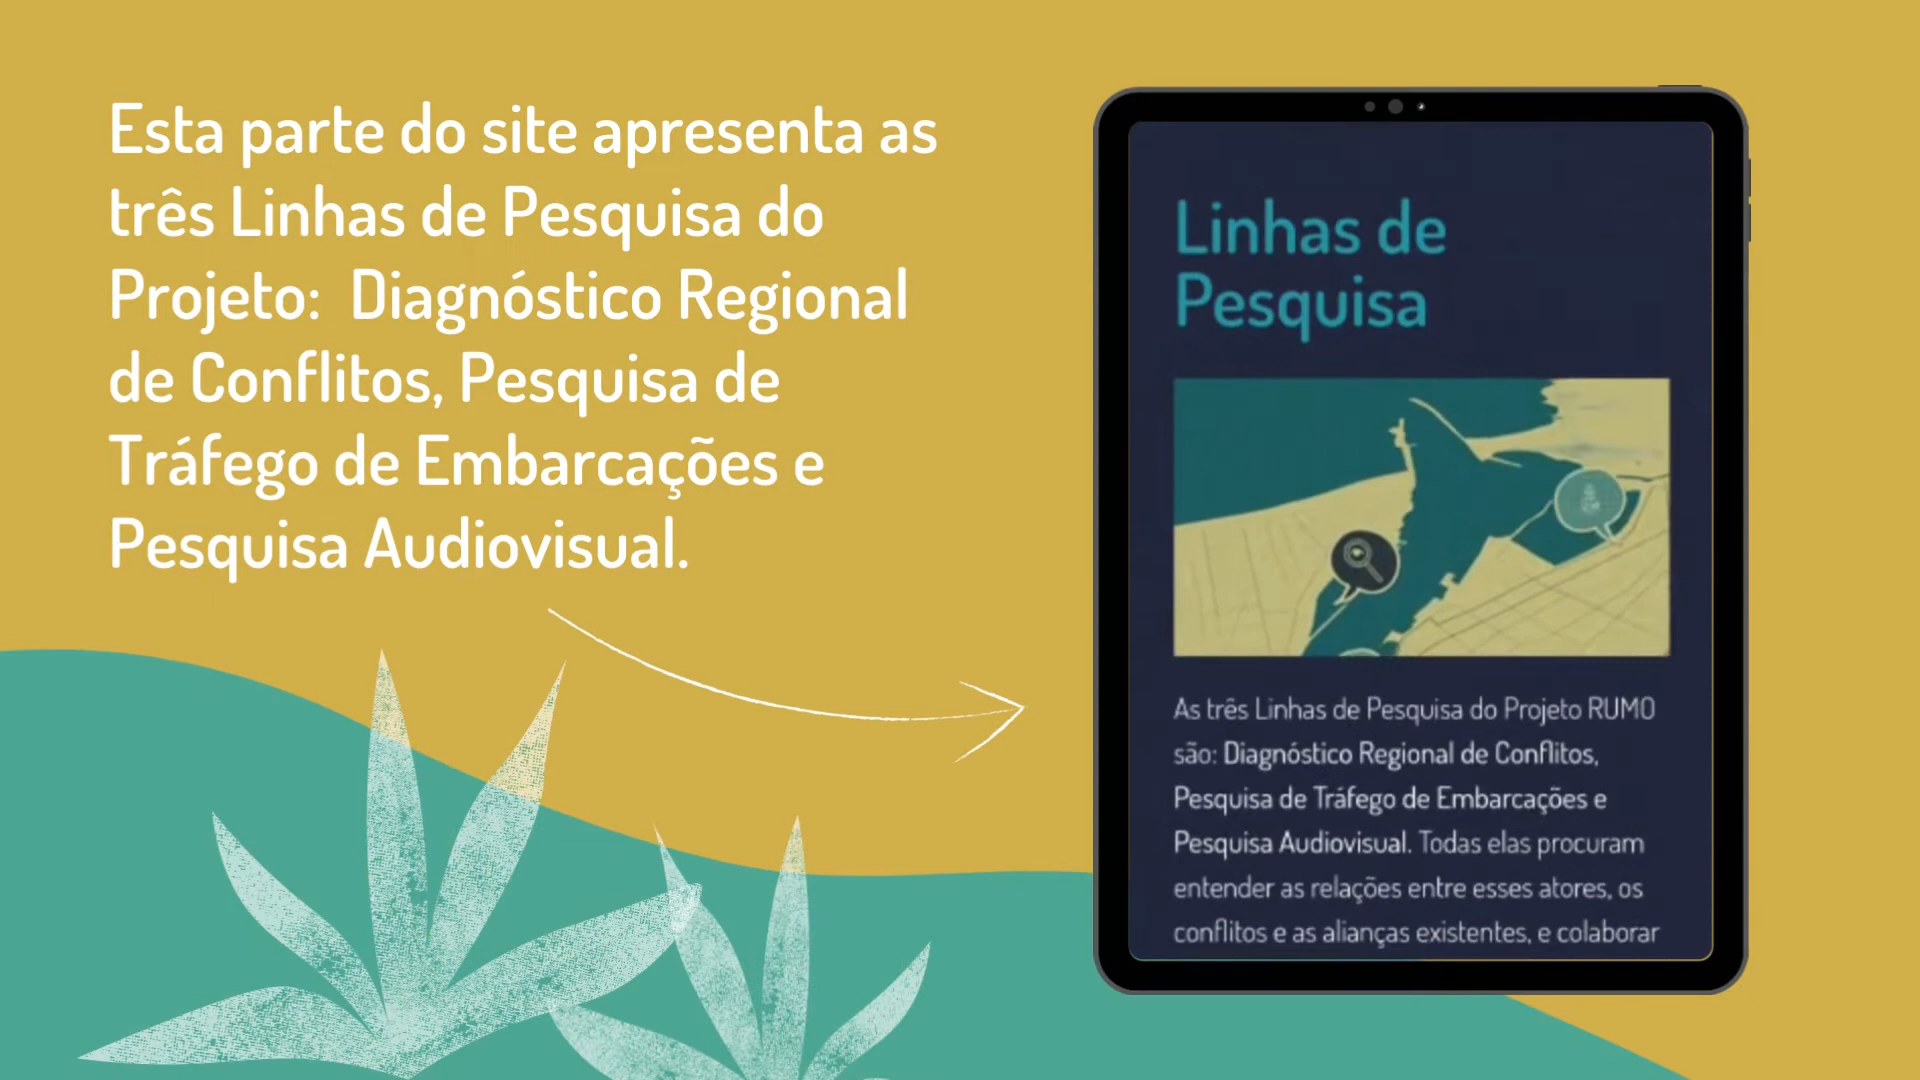 Esta parte do site apresenta as
três Linhas de Pesquisa do
Projeto:  Diagnóstico Regional
de Conflitos, Pesquisa de
Tráfego de Embarcações e
Pesquisa Audiovisual.
Linhas de
Pesquisa
As três Linhas de Pesquisa do Projeto RUMO
são: Diagnóstico Regional de Conflitos,
Pesquisa de Tráfego de Embarcações e
Pesquisa Audiovisual. Todas elas procuram
entender as relações entre esses atores, os
conflitos e as alianças existentes, e colaborar